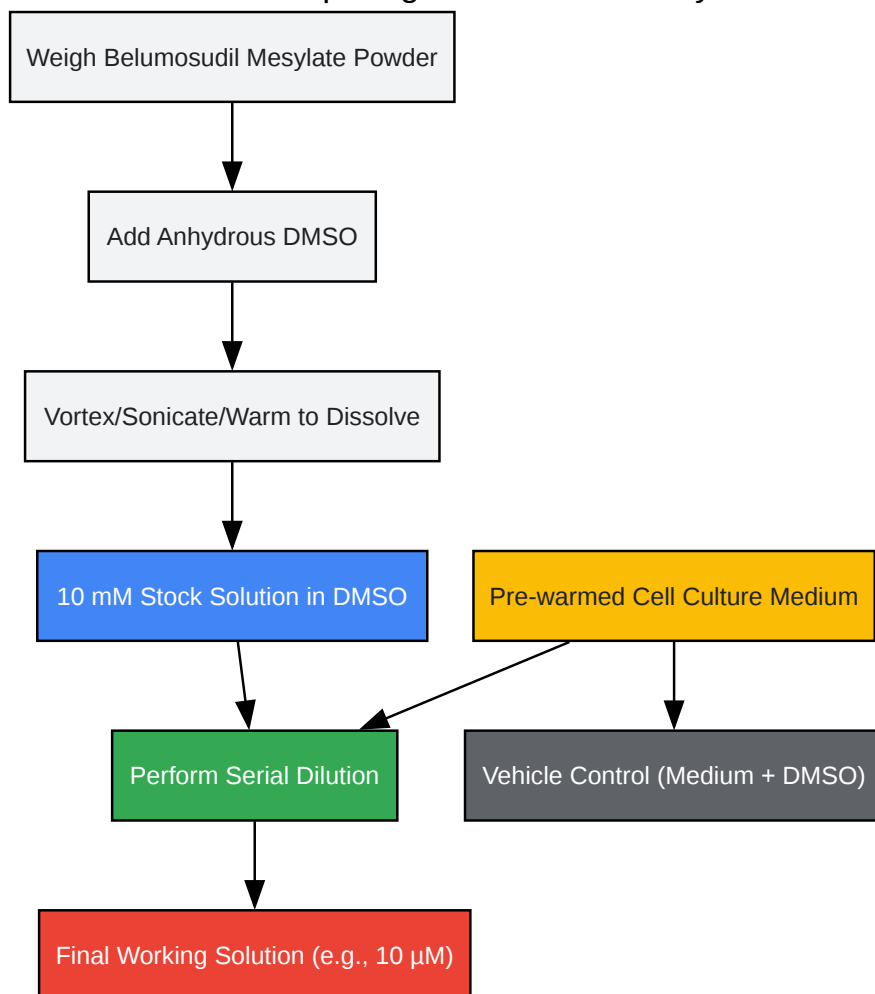 Weigh Belumosudil Mesylate Powder
Add Anhydrous DMSO
Vortex/Sonicate/Warm to Dissolve
10 mM Stock Solution in DMSO
Pre-warmed Cell Culture Medium
Perform Serial Dilution
Vehicle Control (Medium + DMSO)
Final Working Solution (e.g., 10 µM)